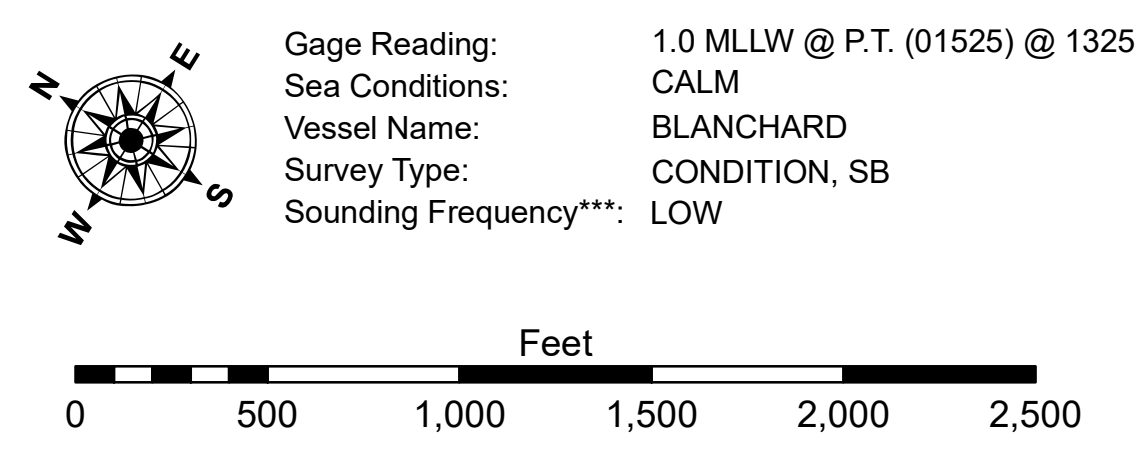 N
E
S
W
Gage Reading: 1.0 MLLW @ P.T. (01525) @ 1325
Sea Conditions: CALM
Vessel Name: BLANCHARD
Survey Type: CONDITION, SB
Sounding Frequency***: LOW
Feet
0 500 1,000 1,500 2,000 2,500